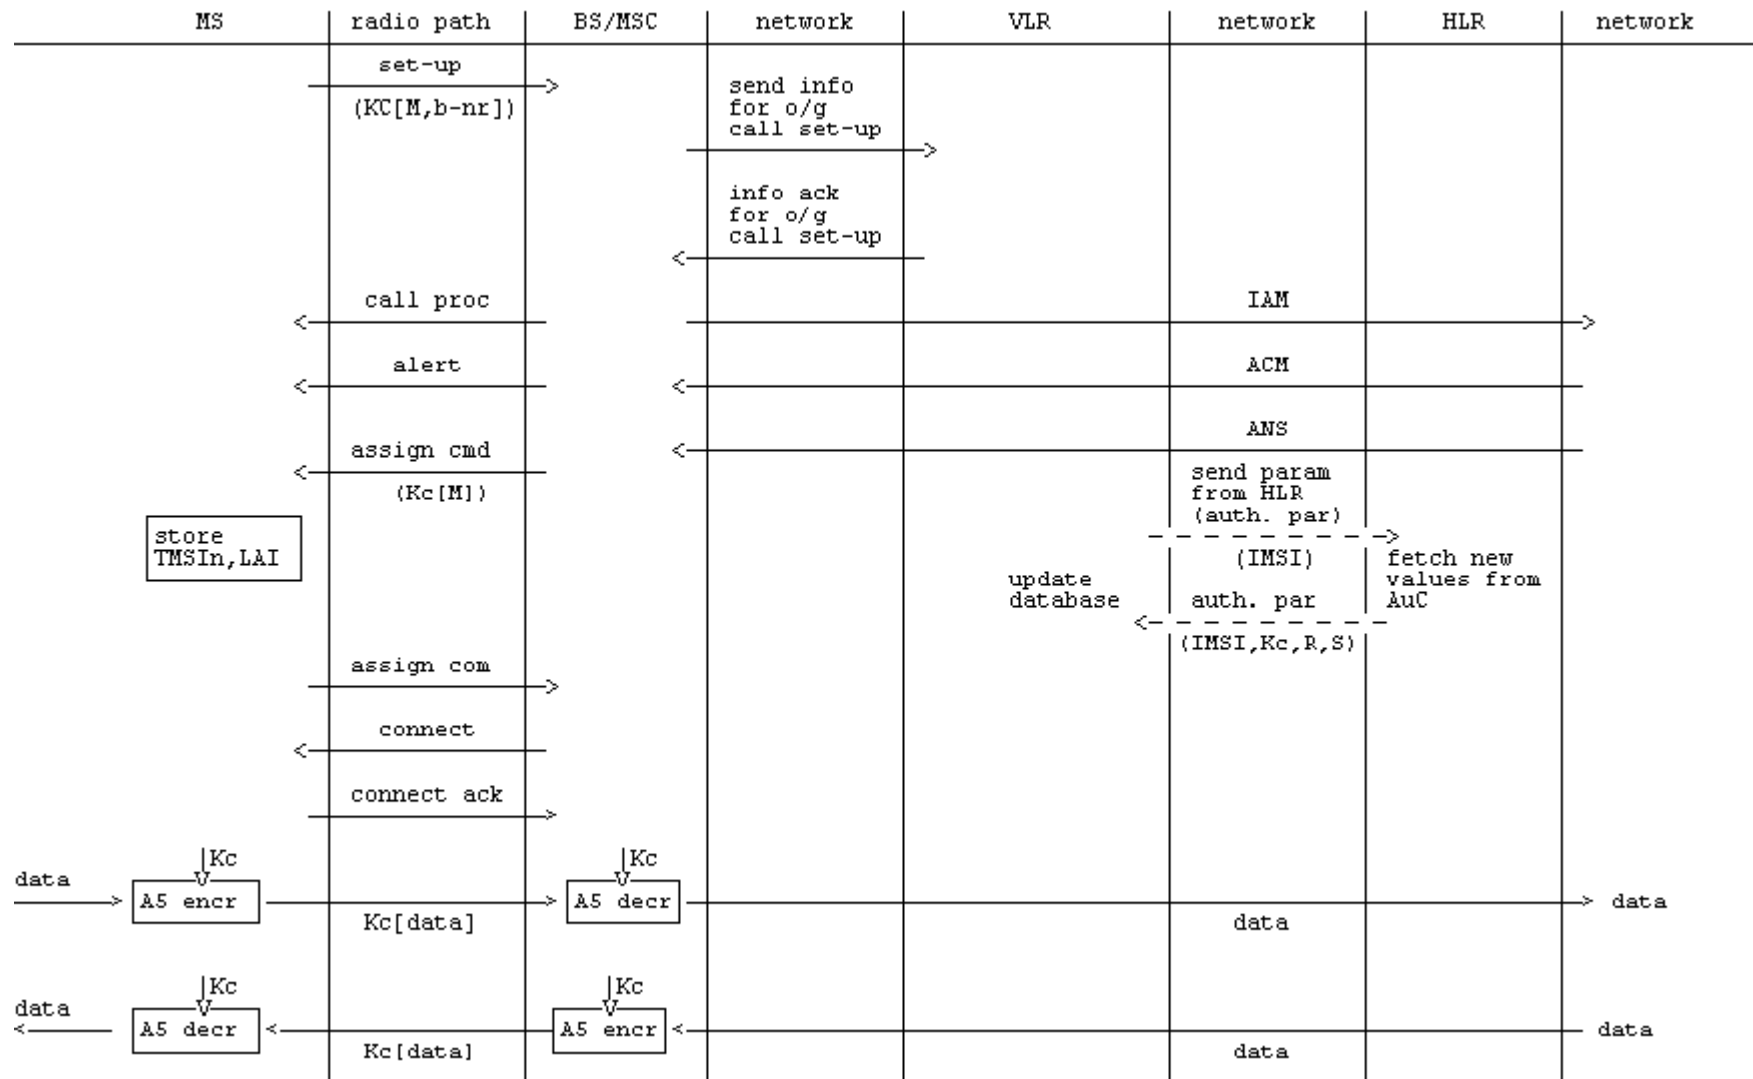 MS radio path BS/MSC network VLR network HLR network
set-up
(KC[M,b-nr])
send info
for o/g
call set-up
info ack
for o/g
call set-up
call proc IAM
alert ACM
ANS
assign cmd
(Kc[M])
send param
from HLR
(auth. par)
store
TMSIn,LAI
(IMSI)
fetch new
values from
AuC
update
database
auth. par
(IMSI,Kc,R,S)
assign com
connect
connect ack
Kc Kc
data A5 encr A5 decr data
Kc[data] data
Kc Kc
data A5 decr A5 encr data
Kc[data] data